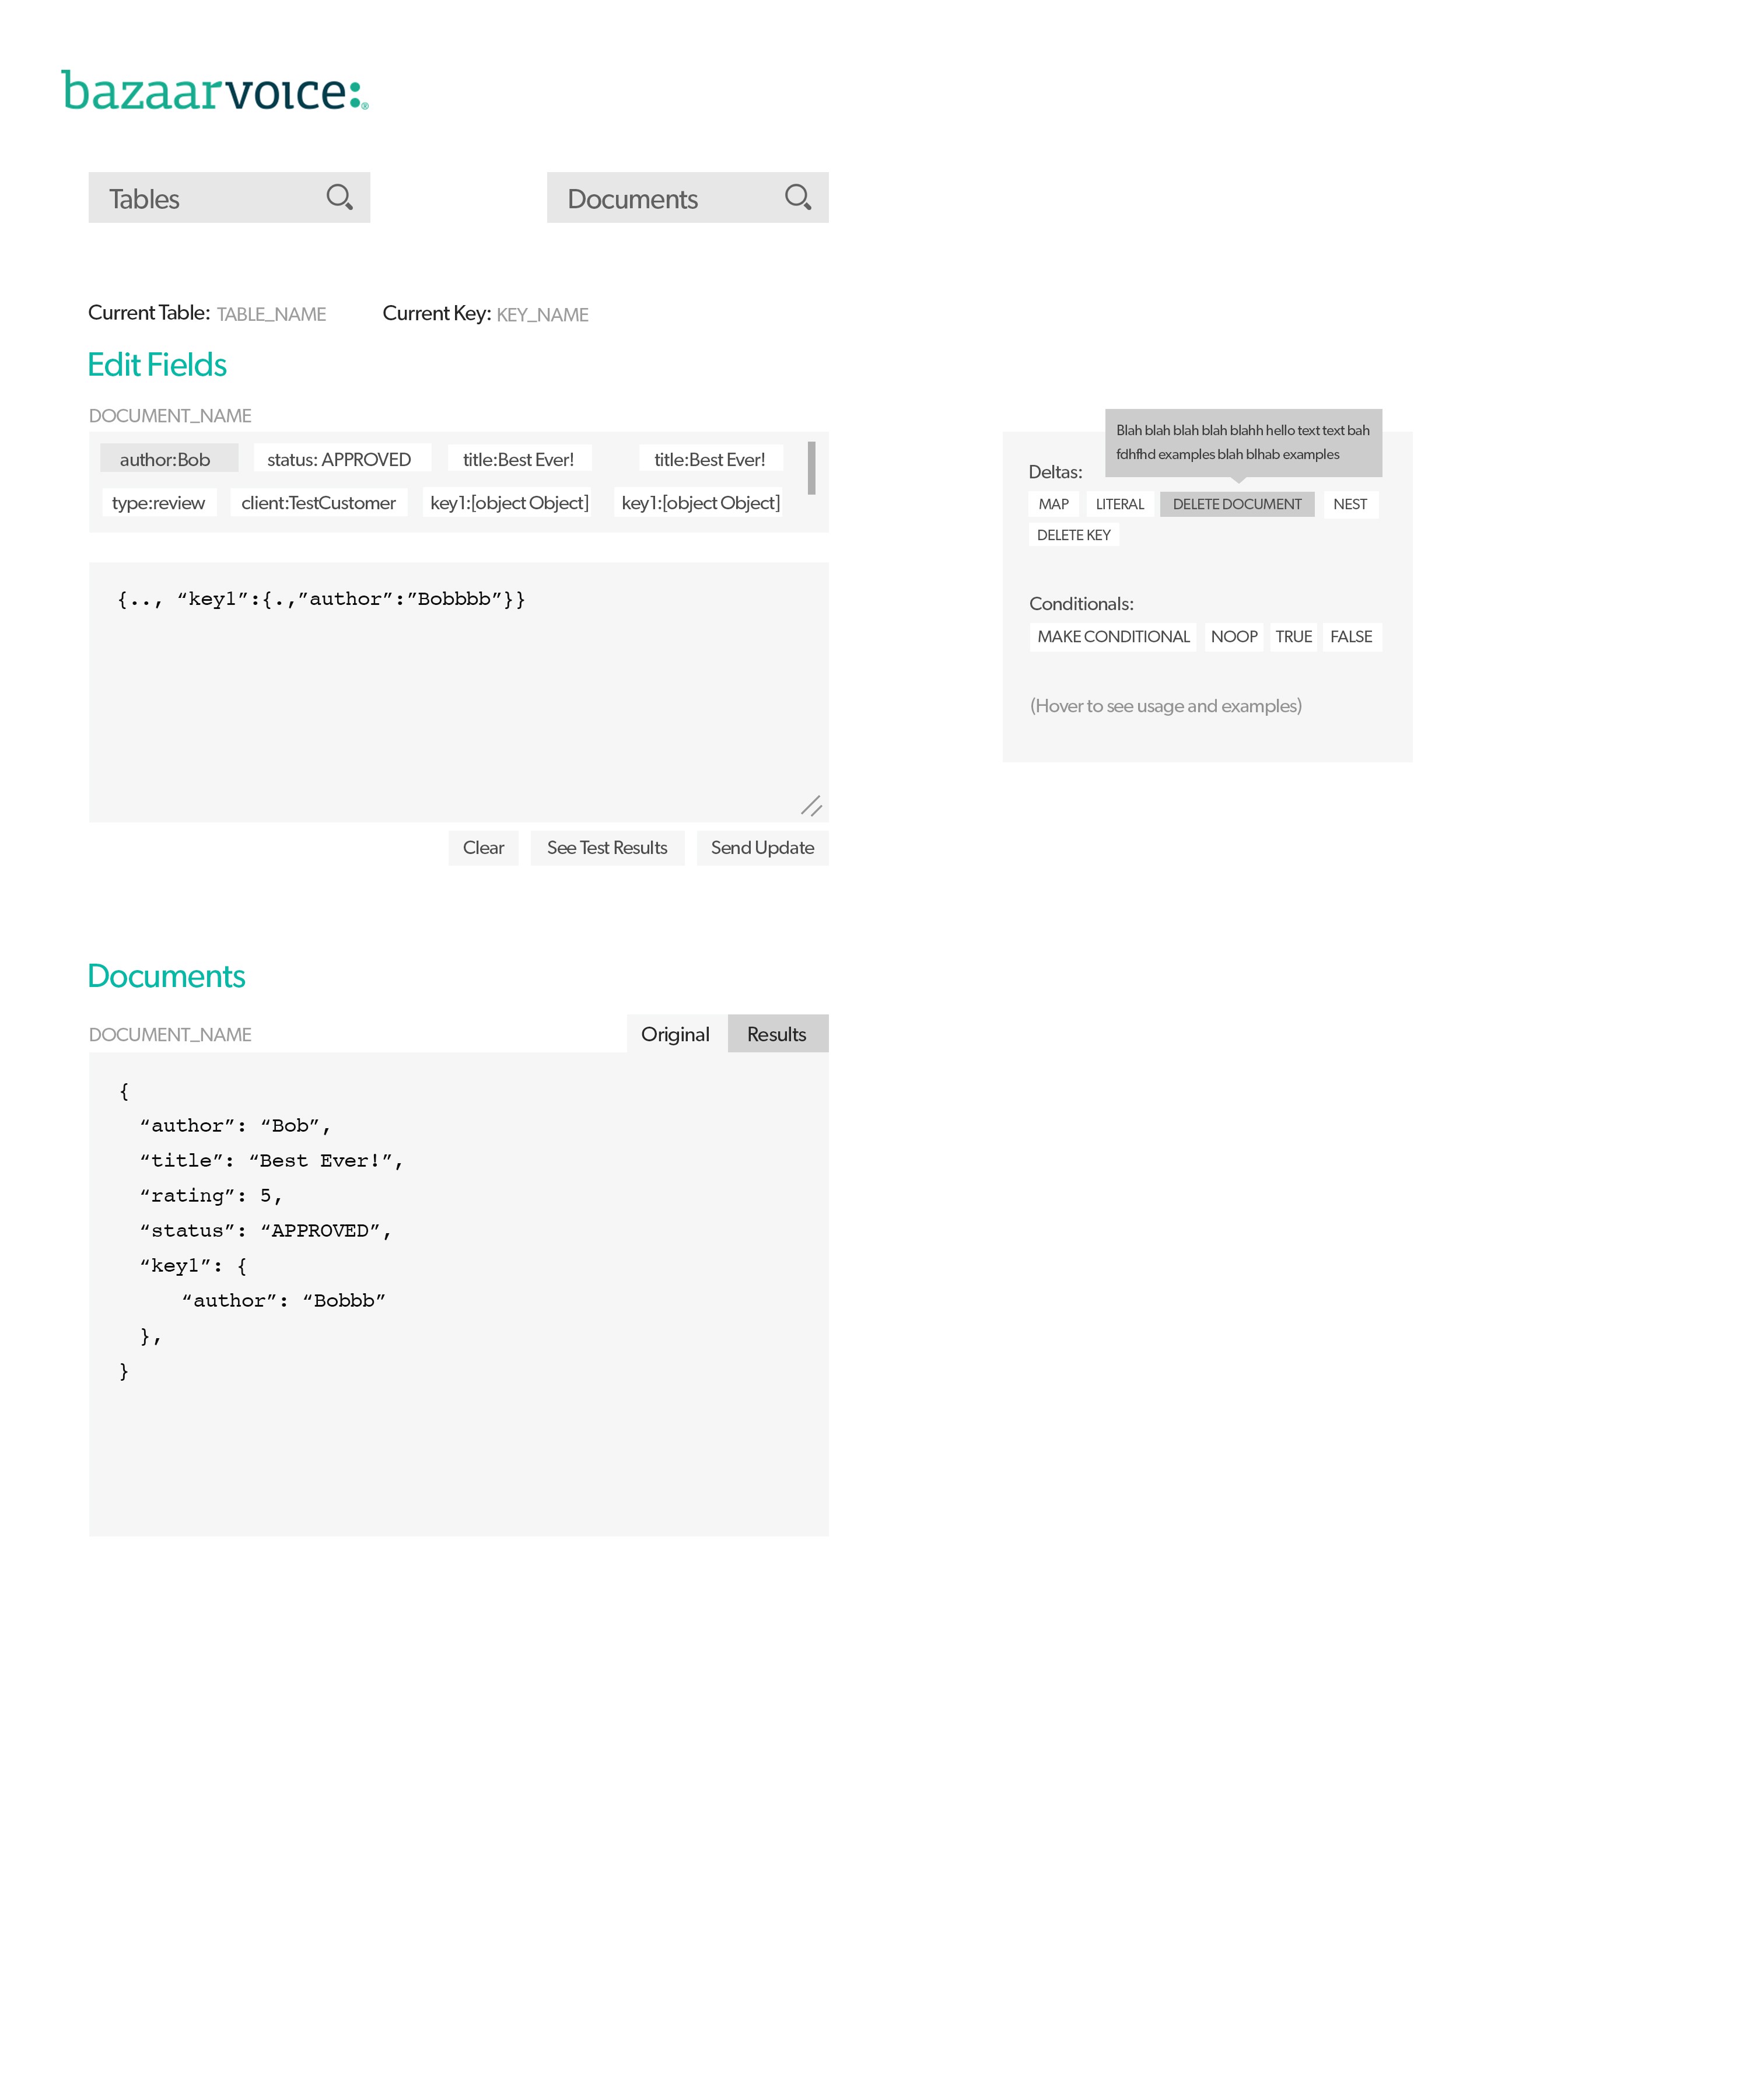 bazaarvoice:®
Tables
Documents
Current Table: TABLE_NAME
Current Key: KEY_NAME
Edit Fields
DOCUMENT_NAME
author:Bob
status: APPROVED
title:Best Ever!
title:Best Ever!
type:review
client:TestCustomer
key1:[object Object]
key1:[object Object]
{.., “key1”:{.,”author”:”Bobbbb”}}
Clear
See Test Results
Send Update
Blah blah blah blah blahh hello text text bah
fdhfhd examples blah blhab examples
Deltas:
MAP
LITERAL
DELETE DOCUMENT
NEST
DELETE KEY
Conditionals:
MAKE CONDITIONAL
NOOP
TRUE
FALSE
(Hover to see usage and examples)
Documents
DOCUMENT_NAME
Original
Results
{
“author”: “Bob”,
“title”: “Best Ever!”,
“rating”: 5,
“status”: “APPROVED”,
“key1”: {
“author”: “Bobbb”
},
}